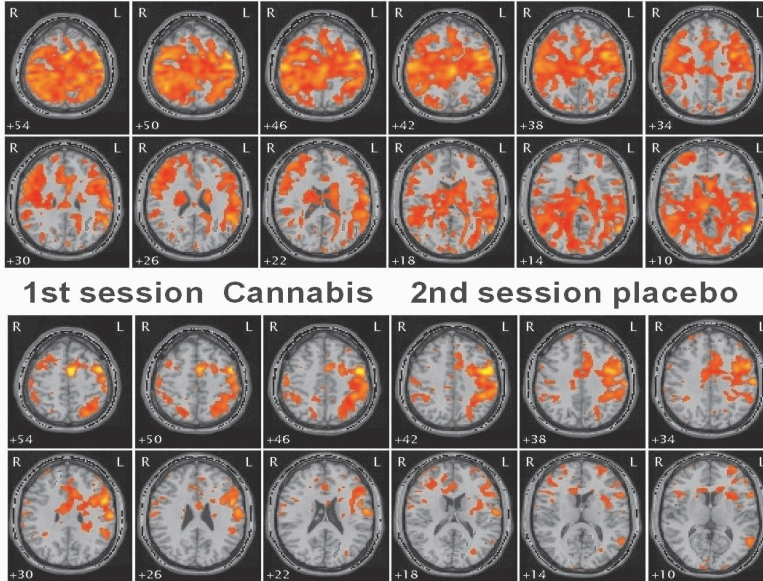 R L R L R L R L R L R L
+54 +50 +46 +42 +38 +34
R L R L R L R L R L R L
+30 +26 +22 +18 +14 +10
1st session Cannabis 2nd session placebo
R L R L R L R L R L R L
+54 +50 +46 +42 +38 +34
R L R L R L R L R L R L
+30 +26 +22 +18 +14 +10